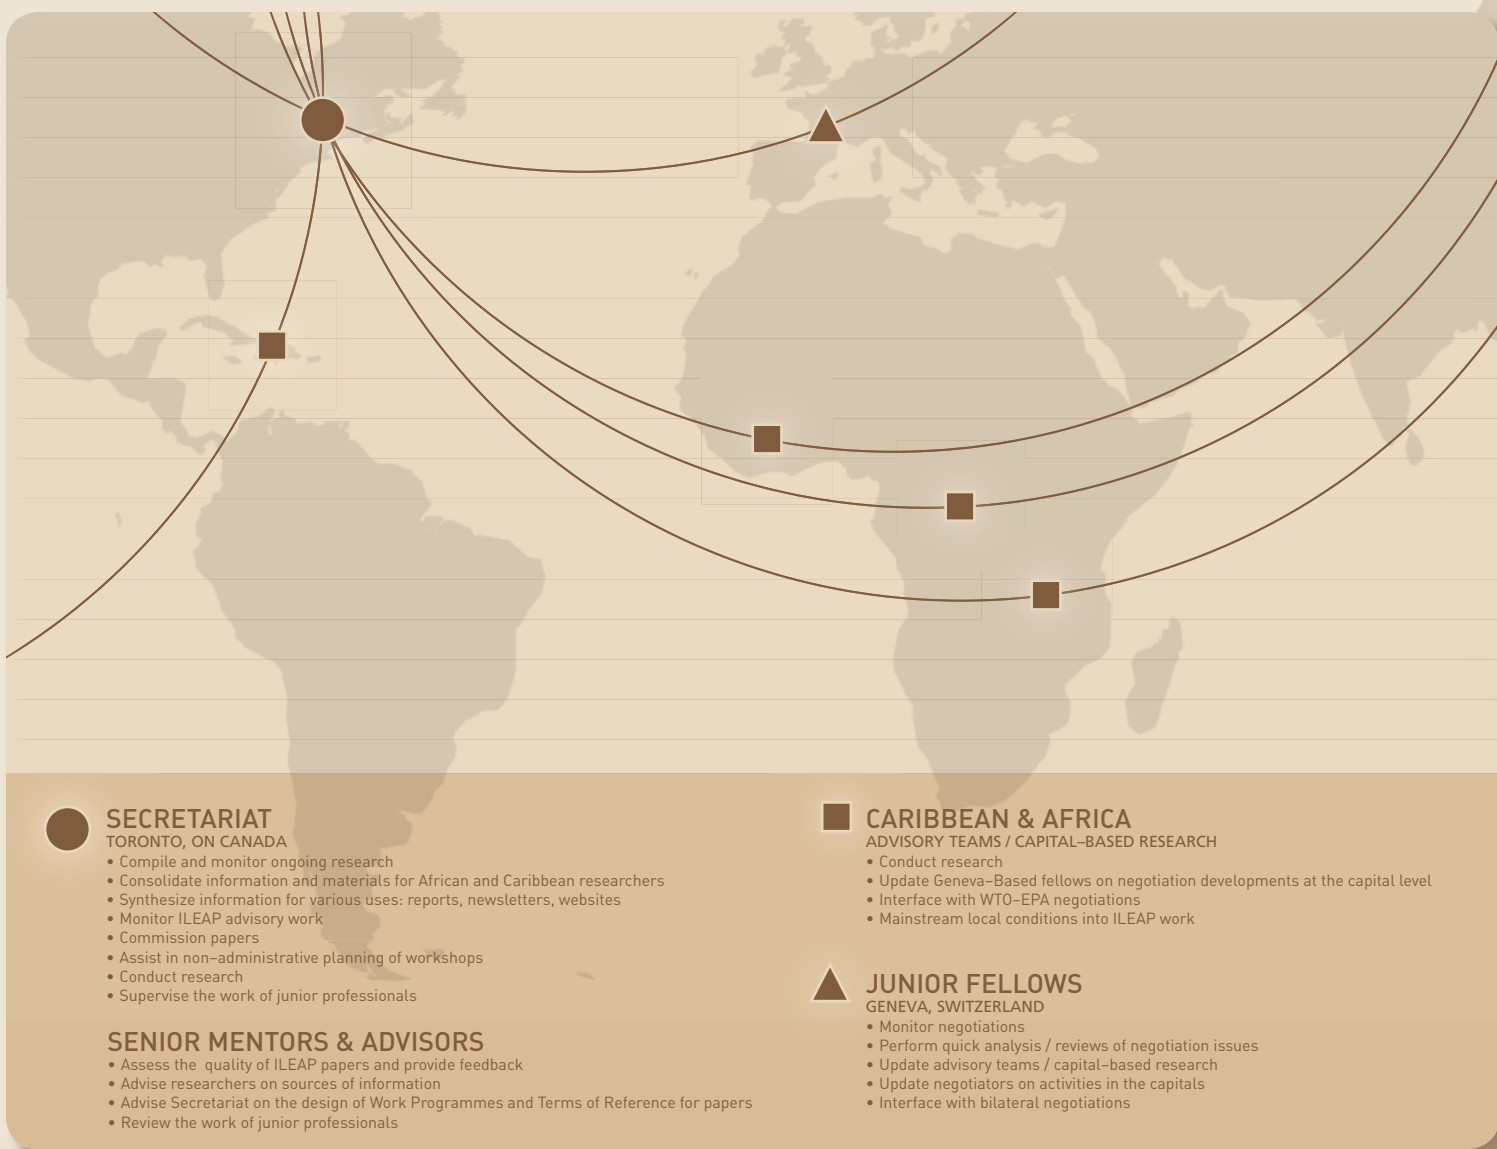 SECRETARIAT
TORONTO, ON CANADA
• Compile and monitor ongoing research
• Consolidate information and materials for African and Caribbean researchers
• Synthesize information for various uses: reports, newsletters, websites
• Monitor ILEAP advisory work
• Commission papers
• Assist in non–administrative planning of workshops
• Conduct research
• Supervise the work of junior professionals
SENIOR MENTORS & ADVISORS
• Assess the  quality of ILEAP papers and provide feedback
• Advise researchers on sources of information
• Advise Secretariat on the design of Work Programmes and Terms of Reference for papers
• Review the work of junior professionals
CARIBBEAN & AFRICA
ADVISORY TEAMS / CAPITAL–BASED RESEARCH
• Conduct research
• Update Geneva–Based fellows on negotiation developments at the capital level
• Interface with WTO–EPA negotiations
• Mainstream local conditions into ILEAP work
JUNIOR FELLOWS
GENEVA, SWITZERLAND
• Monitor negotiations
• Perform quick analysis / reviews of negotiation issues
• Update advisory teams / capital–based research
• Update negotiators on activities in the capitals
• Interface with bilateral negotiations